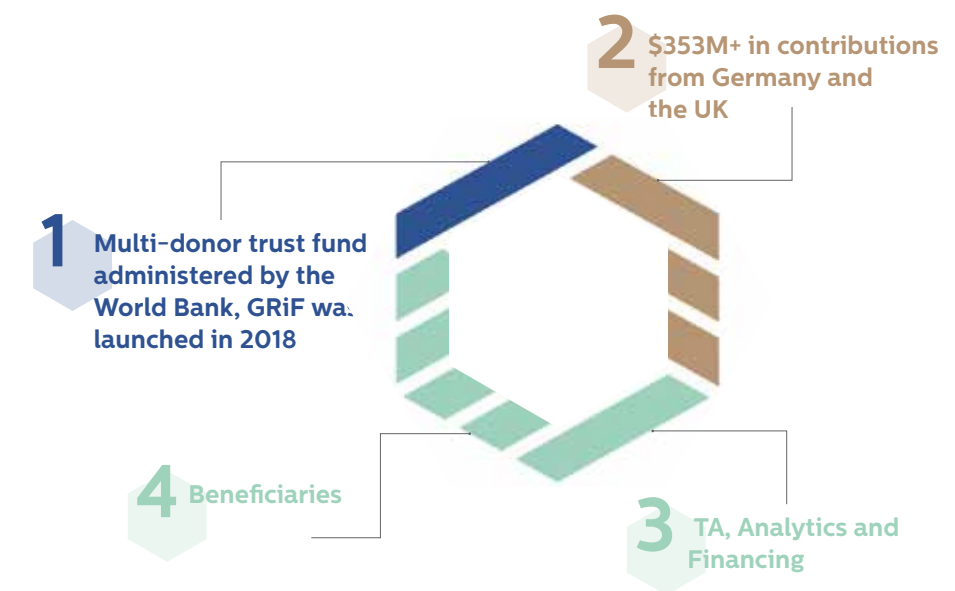 1
Multi-donor trust fund
administered by the
World Bank, GRiF was
launched in 2018
2
$353M+ in contributions
from Germany and
the UK
3
TA, Analytics and
Financing
4
Beneficiaries